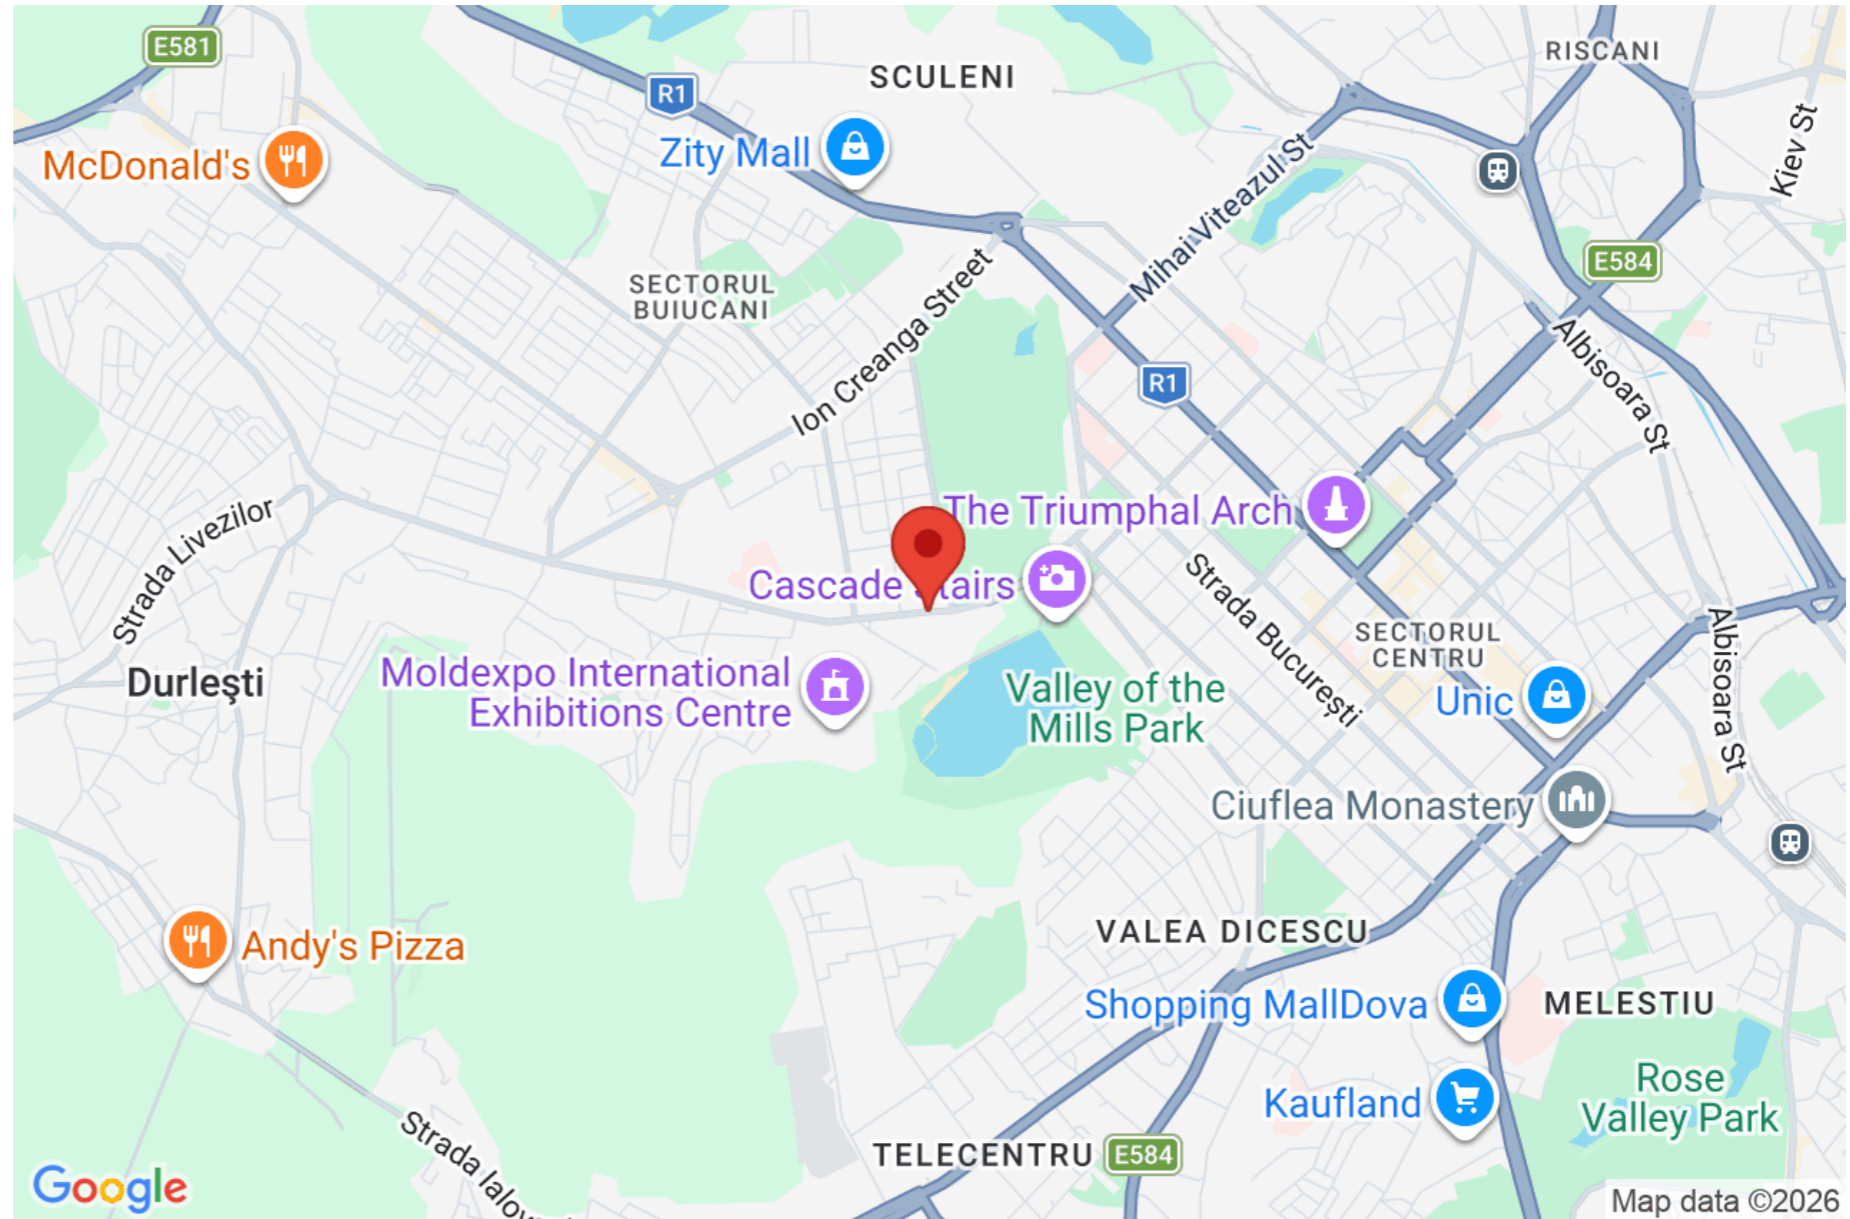 E581
RISCANI
SCULENI
R1
Kiev St
Zity Mall
McDonald's
Mihai Viteazul St
E584
SECTORUL
BUIUCANI
Ion Creanga Street
Albisoara St
R1
Strada Livezilor
The Triumphal Arch
Cascade Stairs
Strada București
SECTORUL
CENTRU
Albisoara St
Durleşti
Moldexpo International
Exhibitions Centre
Valley of the
Mills Park
Unic
Ciuflea Monastery
Andy's Pizza
VALEA DICESCU
Shopping MallDova
MELESTIU
Rose
Valley Park
Kaufland
Strada
TELECENTRU
E584
Google
Map data ©2026